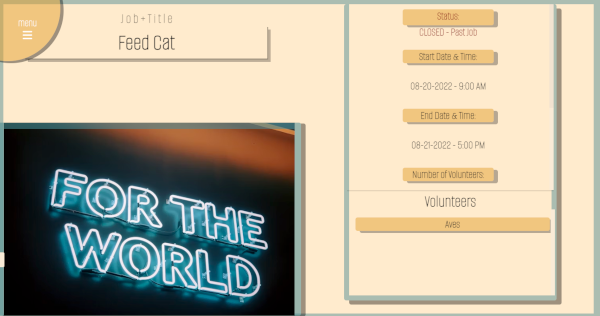 menu
Job+Title
Feed Cat
FOR THE
WORLD
Status:
CLOSED - Past Job
Start Date & Time:
08-20-2022 - 9:00 AM
End Date & Time:
08-21-2022 - 5:00 PM
Number of Volunteers
Volunteers
Aves